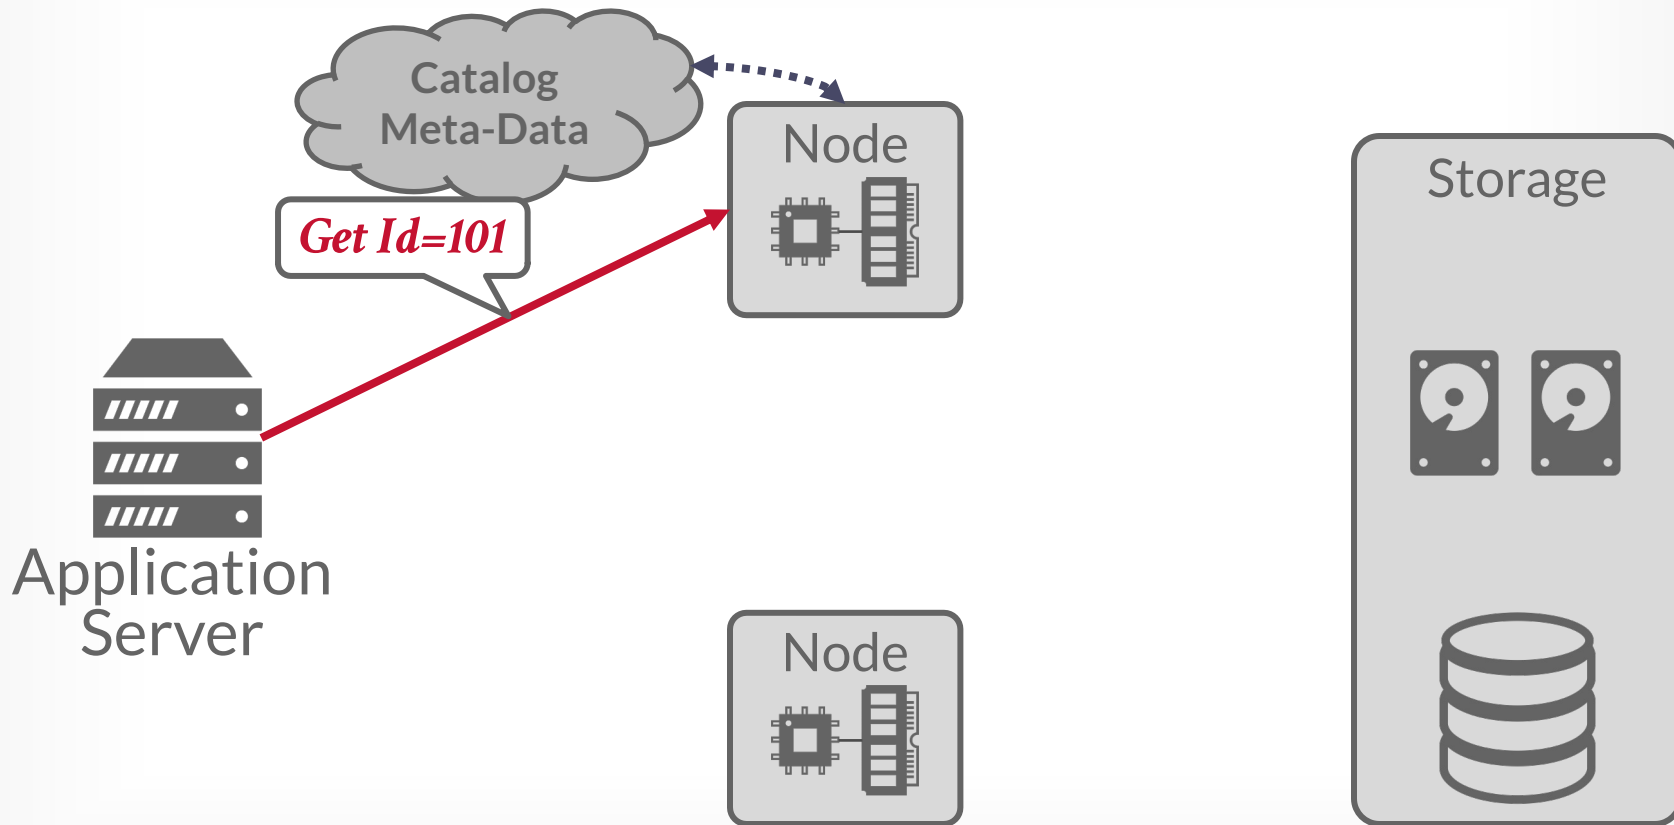 Catalog
Meta-Data
Node
Storage
Get Id=101
Application
Server
Node